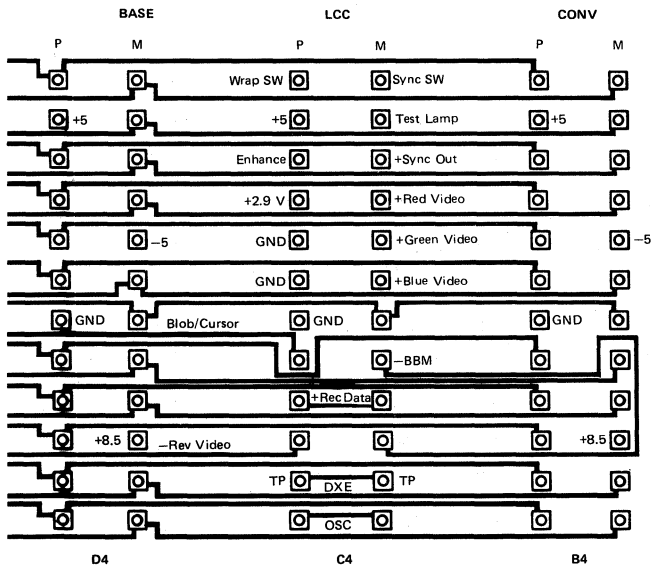 BASE LCC CONV
P M P M P M
Wrap SW Sync SW
+5 +5 Test Lamp +5
Enhance +Sync Out
+2.9 V +Red Video
−5 GND +Green Video −5
GND +Blue Video
GND Blob/Cursor GND GND
−BBM
+Rec Data
+8.5 −Rev Video +8.5
TP DXE TP
OSC
D4 C4 B4